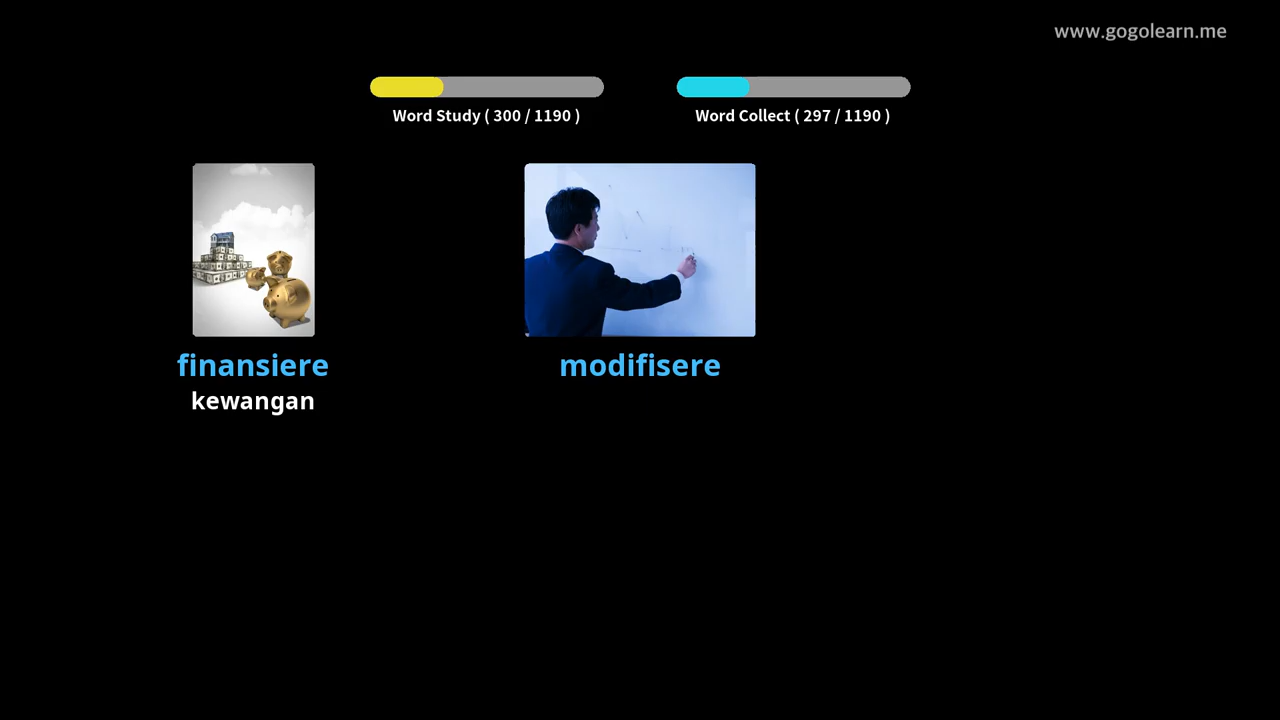 www.gogolearn.me
Word Study ( 300 / 1190 )
Word Collect ( 297 / 1190 )
finansiere
kewangan
modifisere